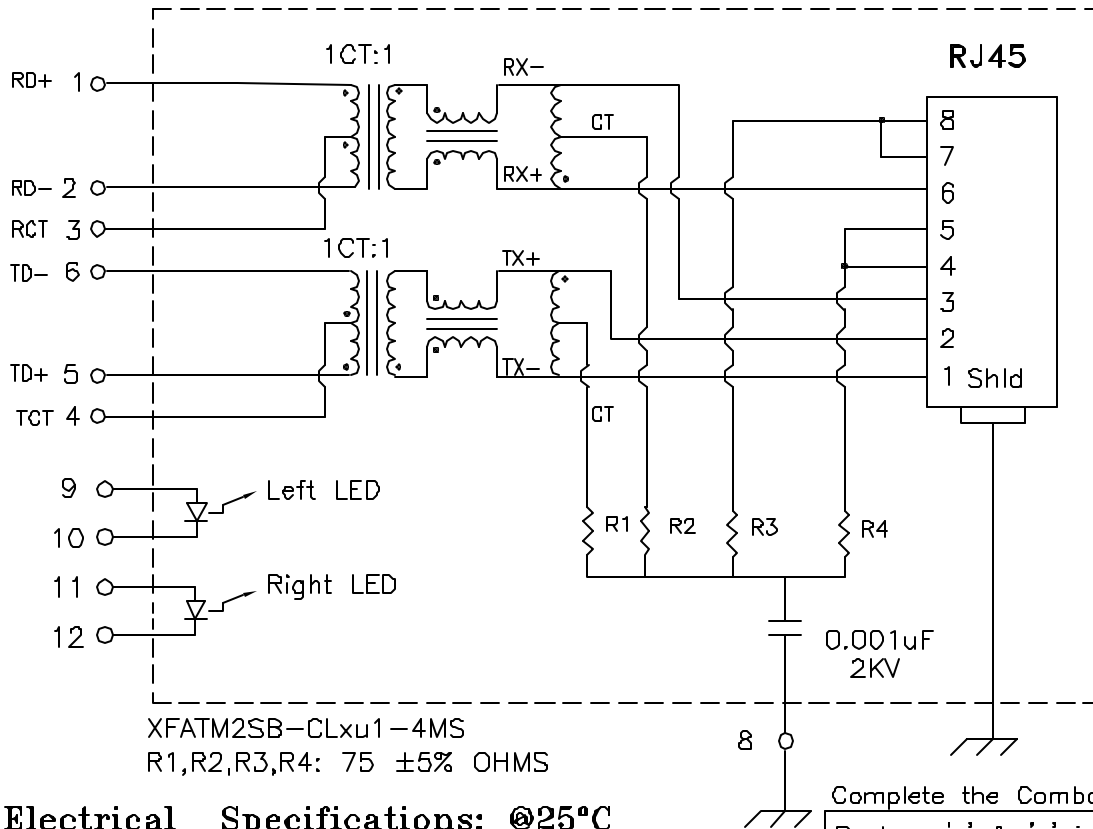 1CT:1
RJ45
RD+ 1
RX-
CT
8
7
RD- 2
RX+
6
RCT 3
5
1CT:1
TX+
TD- 6
4
3
2
TD+ 5
TX-
1 Shld
TCT 4
CT
9
Left LED
10
R1
R2
R3
R4
11
Right LED
12
0.001uF
2KV
XFATM2SB-CLxu1-4MS
8
R1,R2,R3,R4: 75 ±5% OHMS
Complete the Combo
Electrical Specifications: @25°C